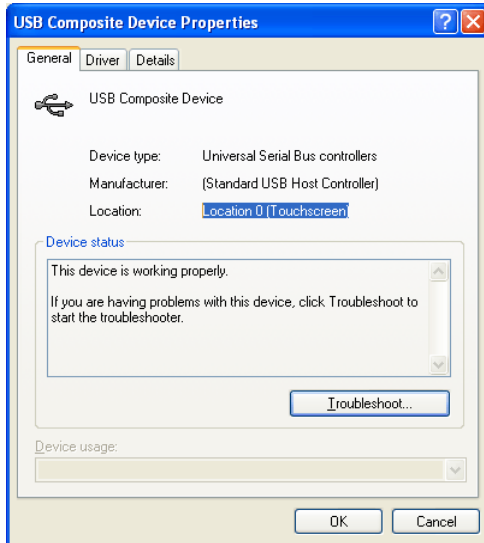 USB Composite Device Properties
General Driver Details
USB Composite Device
Device type: Universal Serial Bus controllers
Manufacturer: (Standard USB Host Controller)
Location: Location 0 (Touchscreen)
Device status
This device is working properly.
If you are having problems with this device, click Troubleshoot to
start the troubleshooter.
Troubleshoot...
Device usage:
OK Cancel